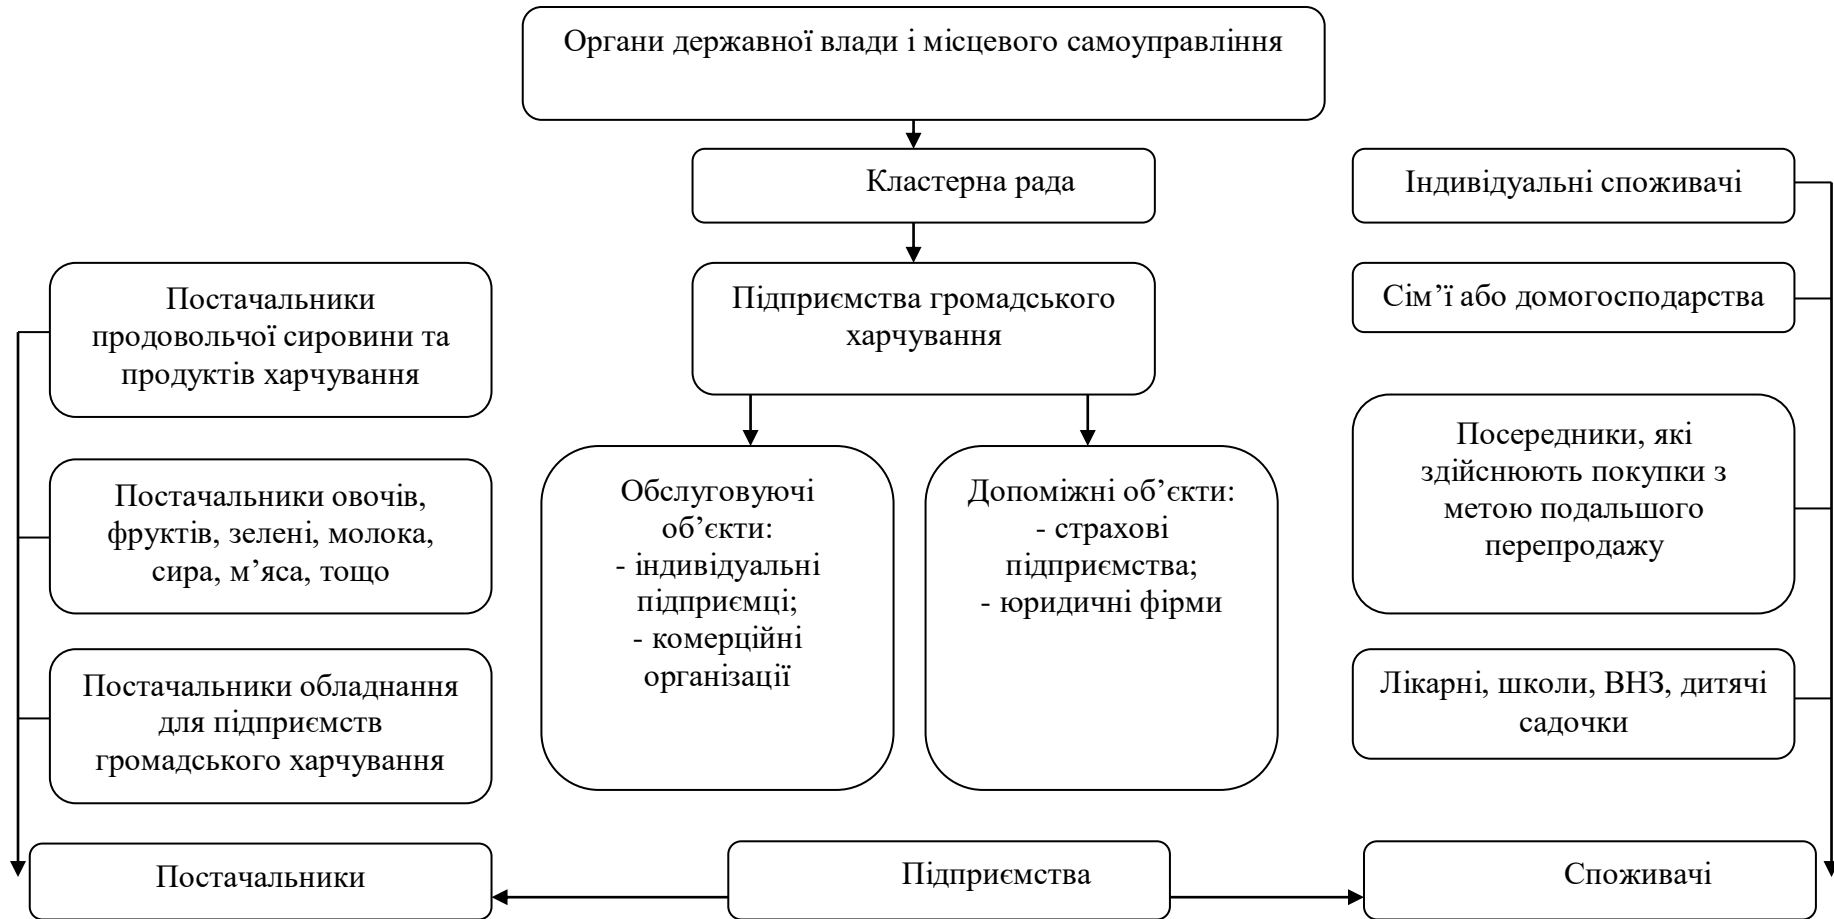 Органи державної влади і місцевого самоуправління
Кластерна рада
Індивідуальні споживачі
Постачальники
продовольчої сировини та
продуктів харчування
Підприємства громадського
харчування
Сім’ї або домогосподарства
Постачальники овочів,
фруктів, зелені, молока,
сира, м’яса, тощо
Обслуговуючі
об’єкти:
- індивідуальні
підприємці;
- комерційні
організації
Допоміжні об’єкти:
- страхові
підприємства;
- юридичні фірми
Посередники, які
здійснюють покупки з
метою подальшого
перепродажу
Постачальники обладнання
для підприємств
громадського харчування
Лікарні, школи, ВНЗ, дитячі
садочки
Постачальники
Підприємства
Споживачі